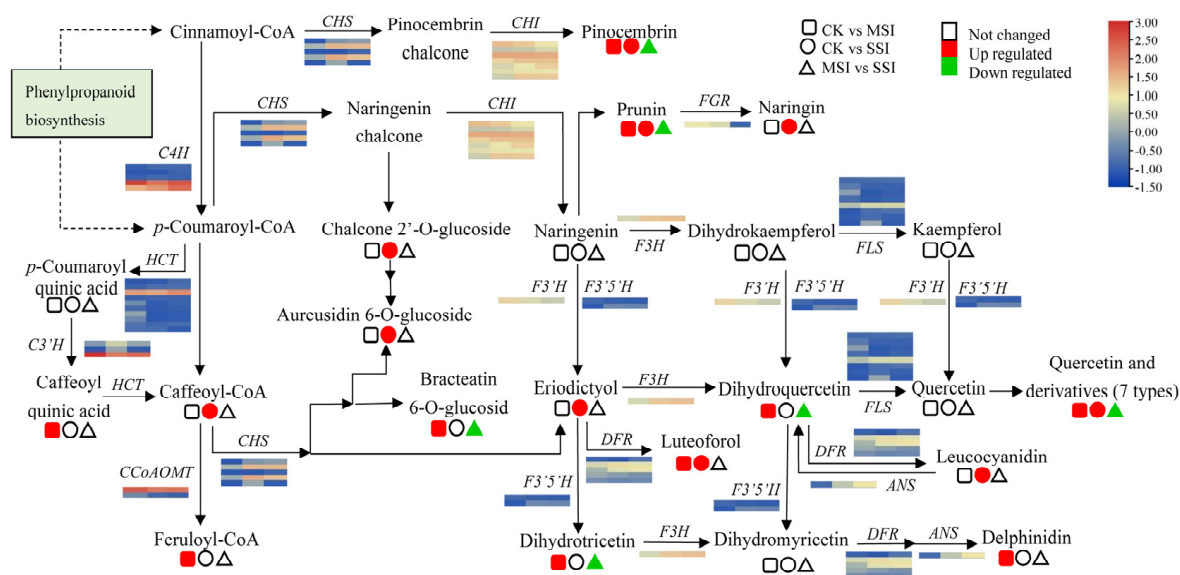 Cinnamoyl-CoA
CHS
Pinocembrin
chalcone
CHI
Pinocembrin
CK vs MSI
CK vs SSI
MSI vs SSI
Not changed
Up regulated
Down regulated
3.00
2.50
2.00
1.50
1.00
0.50
0.00
-0.50
-1.00
-1.50
Phenylpropanoid
biosynthesis
CHS
Naringenin
chalcone
CHI
Prunin
FGR
Naringin
C4H
p-Coumaroyl-CoA
Chalcone 2’-O-glucoside
Naringenin
F3H
Dihydrokaempferol
FLS
Kaempferol
HCT
p-Coumaroyl
quinic acid
F3’H
F3’5’H
F3’H
F3’5’H
F3’H
F3’5’H
Aurcusidin 6-O-glucosidc
C3’H
Caffeoyl
quinic acid
HCT
Caffeoyl-CoA
Bracteatin
6-O-glucosid
Eriodictyol
F3H
Dihydroquercetin
FLS
Quercetin
Quercetin and
derivatives (7 types)
CHS
DFR
Luteoforol
DFR
Leucocyanidin
ANS
CCoAOMT
F3’5’H
F3’5’II
Feruloyl-CoA
Dihydrotricetin
F3H
Dihydromyricetin
DFR
ANS
Delphinidin